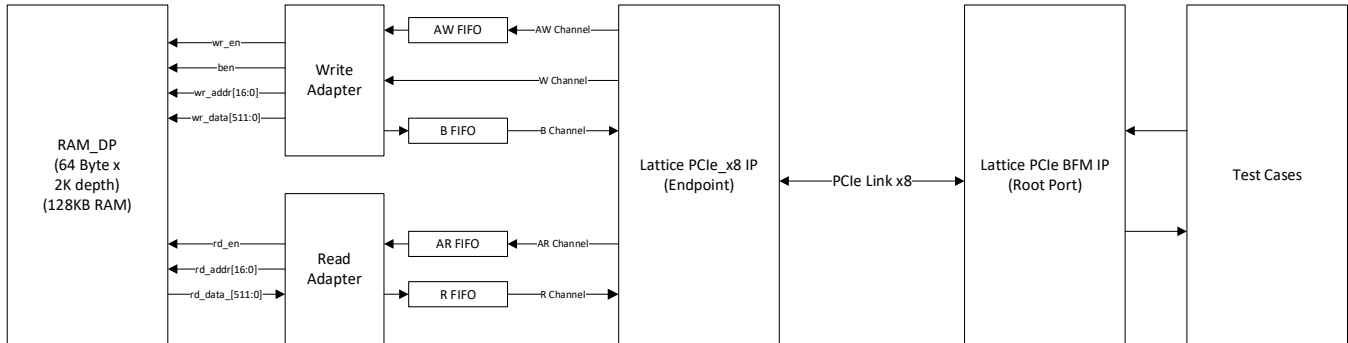 RAM_DP
(64 Byte x
2K depth)
(128KB RAM)
wr_en
ben
wr_addr[16:0]
wr_data[511:0]
rd_en
rd_addr[16:0]
rd_data_[511:0]
Write
Adapter
Read
Adapter
AW FIFO
B FIFO
AR FIFO
R FIFO
AW Channel
W Channel
B Channel
AR Channel
R Channel
Lattice PCIe_x8 IP
(Endpoint)
PCIe Link x8
Lattice PCIe BFM IP
(Root Port)
Test Cases